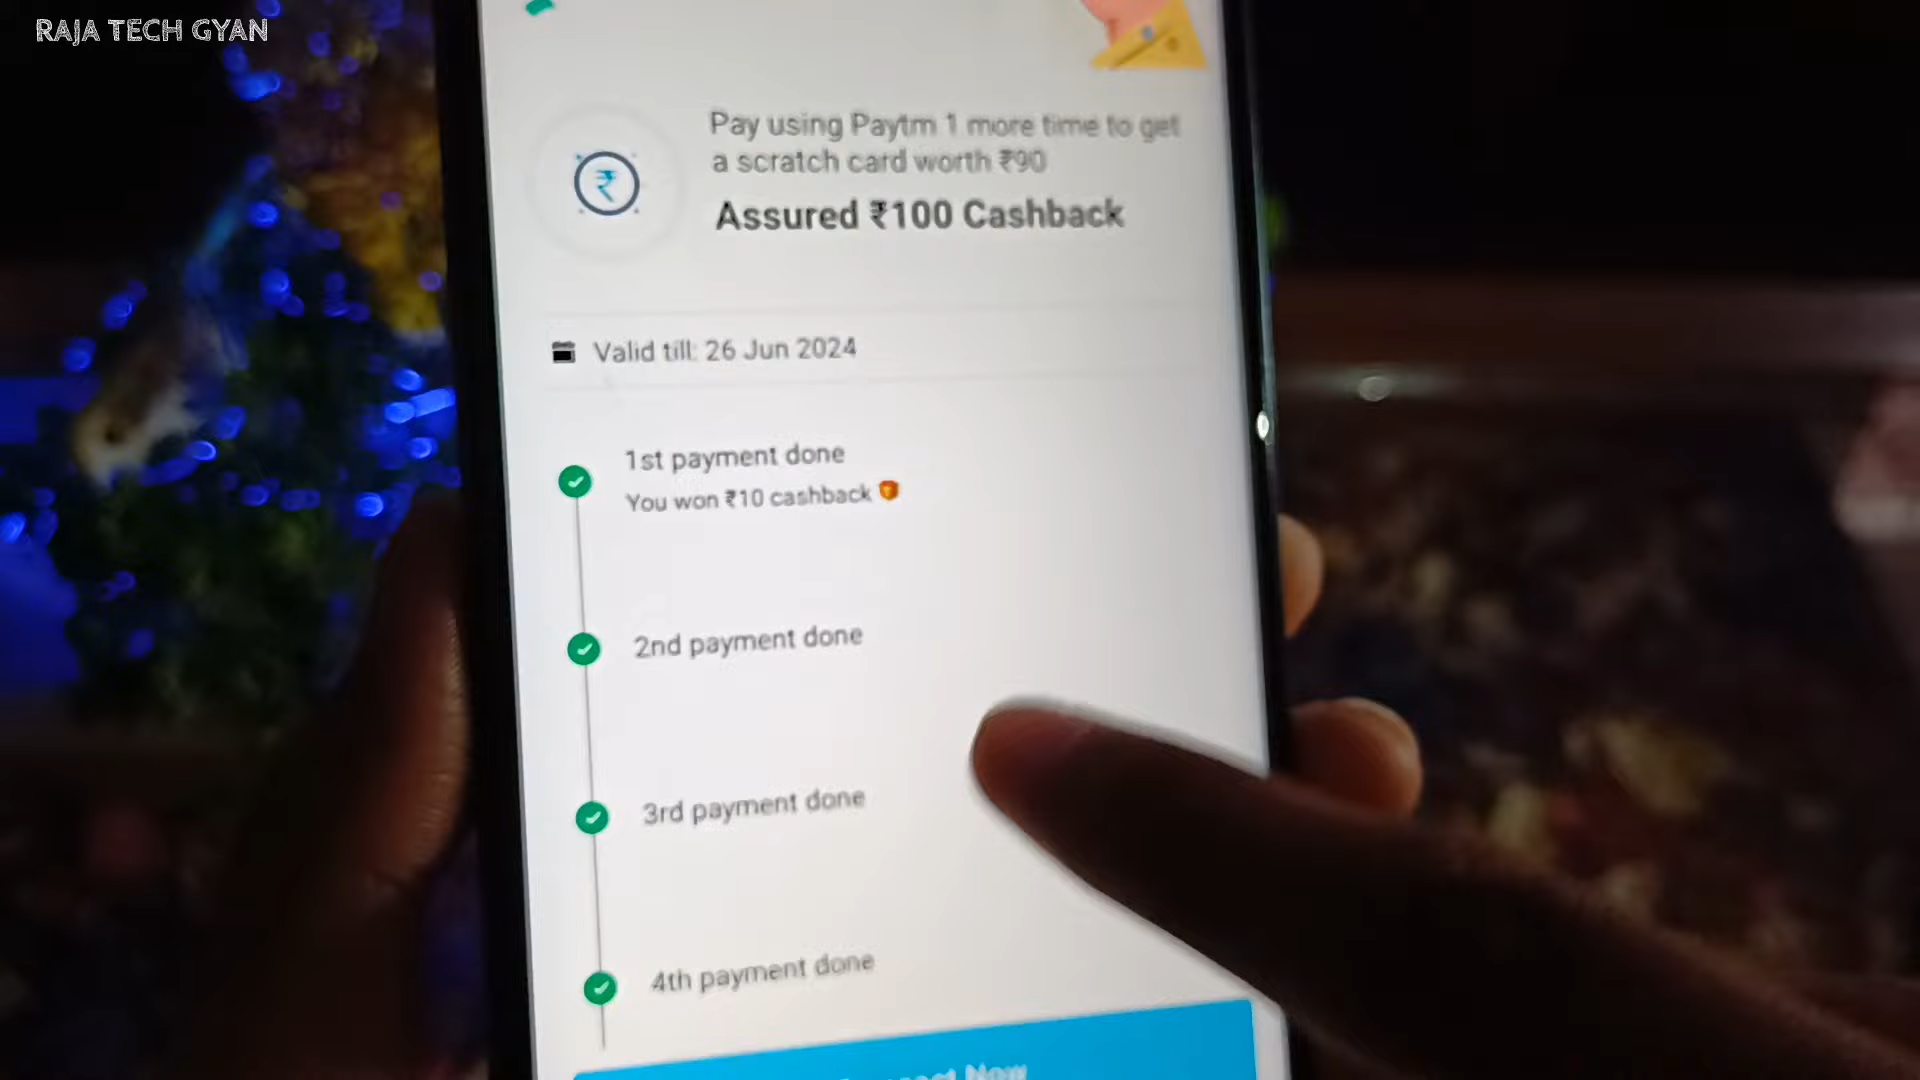 RAJA TECH GYAN
Pay using Paytm 1 more time to get
a scratch card worth ₹90
Assured ₹100 Cashback
Valid till: 26 Jun 2024
1st payment done
You won ₹10 cashback
2nd payment done
3rd payment done
4th payment done
Now